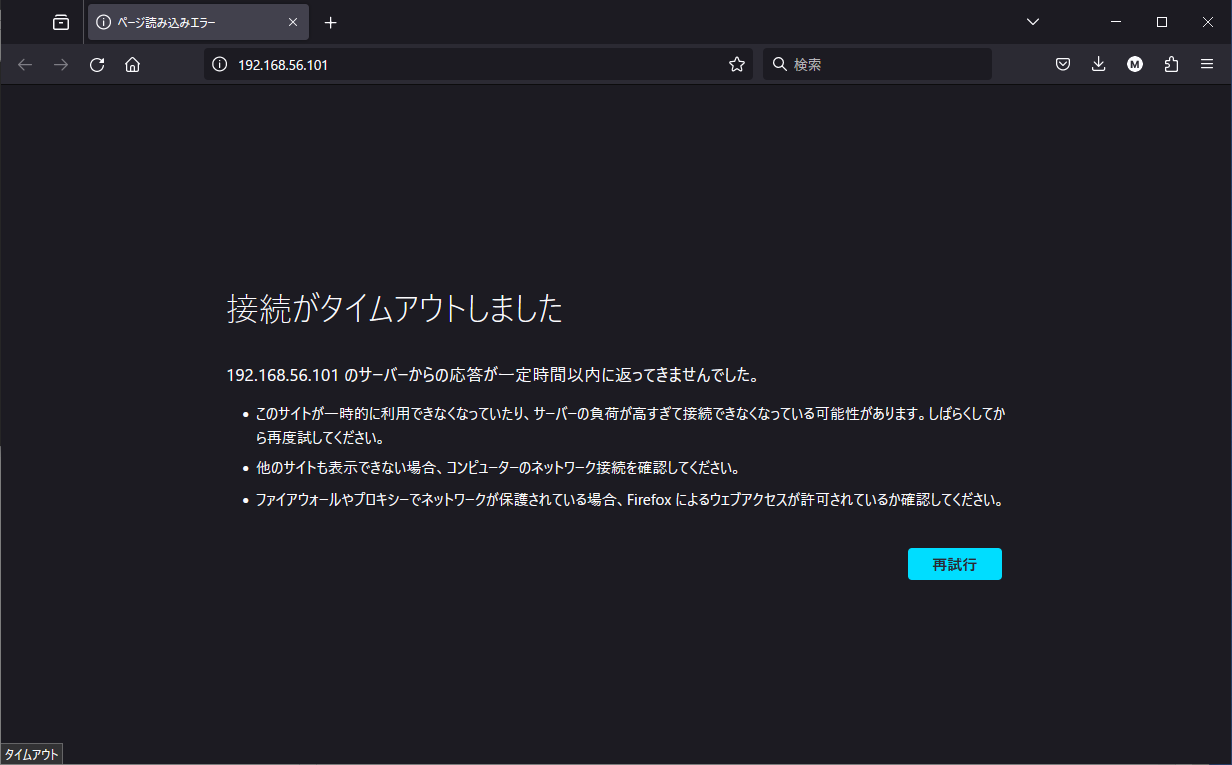 ページ読み込みエラー
192.168.56.101
検索
M
接続がタイムアウトしました
192.168.56.101 のサーバーからの応答が一定時間以内に返ってきませんでした。
• このサイトが一時的に利用できなくなっていたり、サーバーの負荷が高すぎて接続できなくなっている可能性があります。しばらくしてか
ら再度試してください。
• 他のサイトも表示できない場合、コンピューターのネットワーク接続を確認してください。
• ファイアウォールやプロキシーでネットワークが保護されている場合、Firefox によるウェブアクセスが許可されているか確認してください。
再試行
タイムアウト